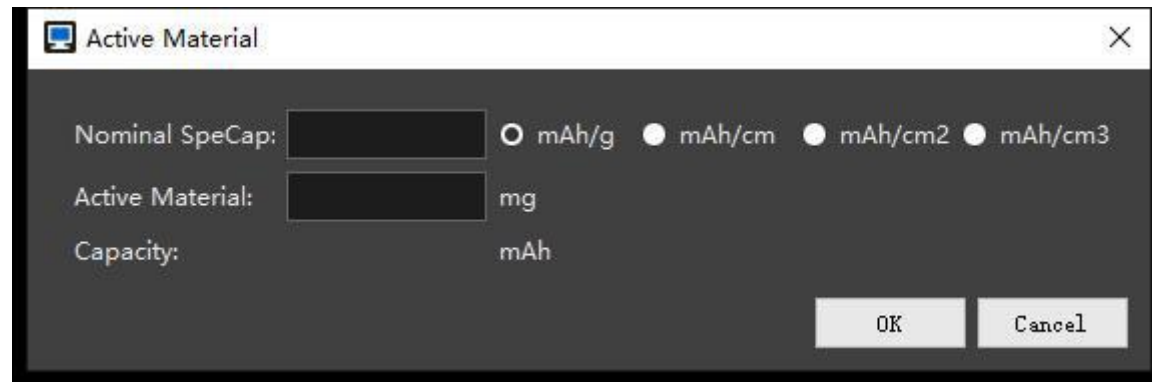 Active Material
Nominal SpeCap: mAh/g mAh/cm mAh/cm2 mAh/cm3
Active Material: mg
Capacity: mAh
OK Cancel